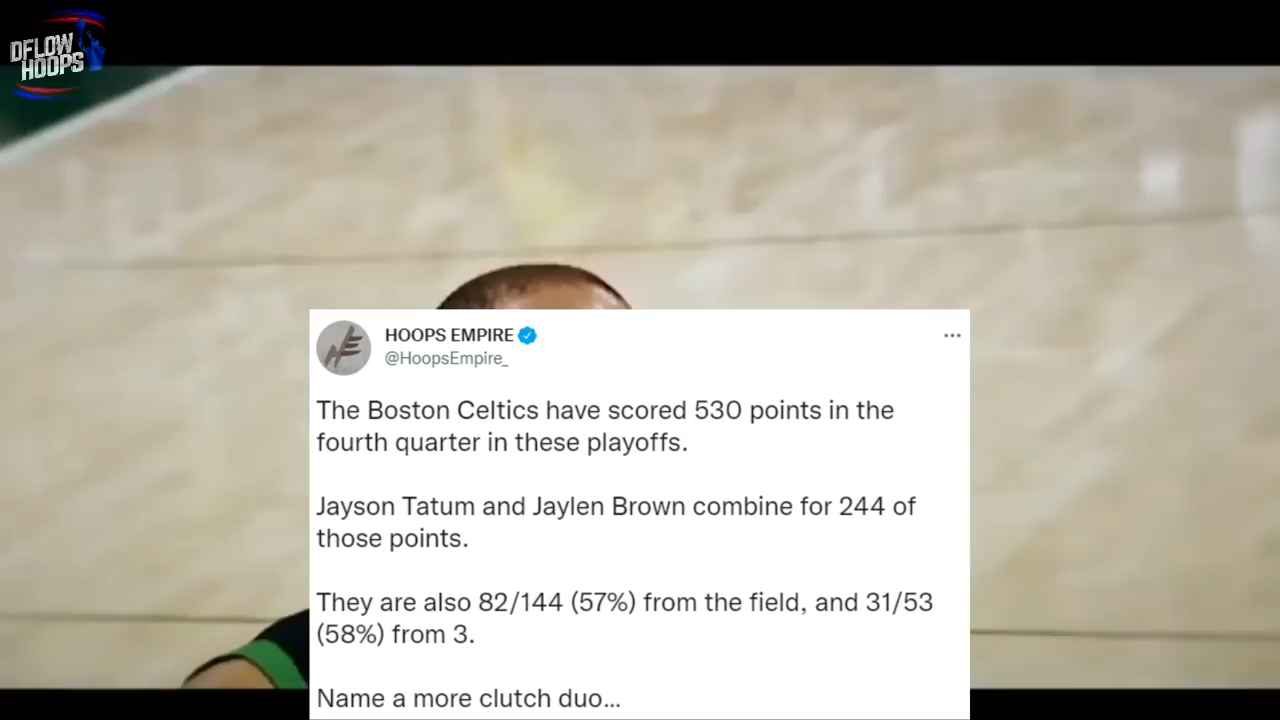 DFLOW
HOOPS
HOOPS EMPIRE
@HoopsEmpire_
The Boston Celtics have scored 530 points in the
fourth quarter in these playoffs.
Jayson Tatum and Jaylen Brown combine for 244 of
those points.
They are also 82/144 (57%) from the field, and 31/53
(58%) from 3.
Name a more clutch duo...